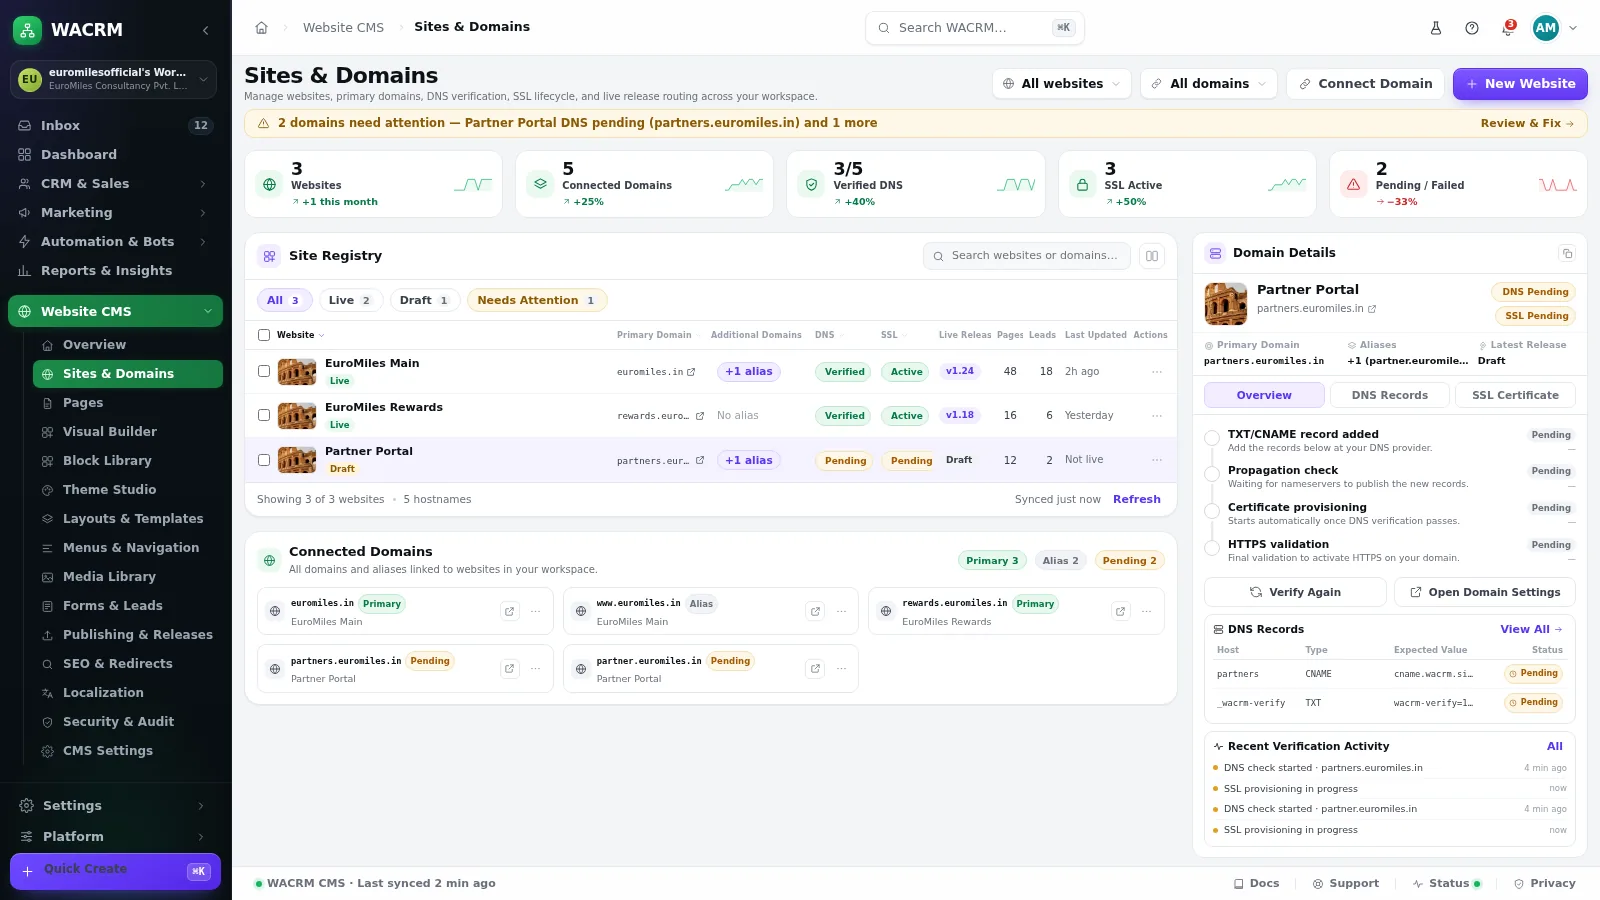 WACRM
Website CMS
Sites & Domains
Search WACRM...
⌘K
3
AM
EU
euromilesofficial's Wor...
EuroMiles Consultancy Pvt. L...
Inbox
12
Dashboard
CRM & Sales
Marketing
Automation & Bots
Reports & Insights
Website CMS
Overview
Sites & Domains
Pages
Visual Builder
Block Library
Theme Studio
Layouts & Templates
Menus & Navigation
Media Library
Forms & Leads
Publishing & Releases
SEO & Redirects
Localization
Security & Audit
CMS Settings
Settings
Platform
Quick Create
⌘K
Sites & Domains
Manage websites, primary domains, DNS verification, SSL lifecycle, and live release routing across your workspace.
All websites
All domains
Connect Domain
New Website
2 domains need attention — Partner Portal DNS pending (partners.euromiles.in) and 1 more
Review & Fix →
3
Websites
↗ +1 this month
5
Connected Domains
↗ +25%
3/5
Verified DNS
↗ +40%
3
SSL Active
↗ +50%
2
Pending / Failed
→ −33%
Site Registry
Search websites or domains...
All 3
Live 2
Draft 1
Needs Attention 1
Website Primary Domain Additional Domains DNS SSL Live Releas Pages Leads Last Updated Actions
EuroMiles Main
Live
euromiles.in +1 alias Verified Active v1.24 48 18 2h ago ...
EuroMiles Rewards
Live
rewards.euro… No alias Verified Active v1.18 16 6 Yesterday ...
Partner Portal
Draft
partners.eur… +1 alias Pending Pending Draft 12 2 Not live ...
Showing 3 of 3 websites • 5 hostnames
Synced just now Refresh
Connected Domains
All domains and aliases linked to websites in your workspace.
Primary 3
Alias 2
Pending 2
euromiles.in Primary
EuroMiles Main
www.euromiles.in Alias
EuroMiles Main
rewards.euromiles.in Primary
EuroMiles Rewards
partners.euromiles.in Pending
Partner Portal
partner.euromiles.in Pending
Partner Portal
Domain Details
Partner Portal
partners.euromiles.in
DNS Pending
SSL Pending
Primary Domain
partners.euromiles.in
Aliases
+1 (partner.euromile...
Latest Release
Draft
Overview
DNS Records
SSL Certificate
TXT/CNAME record added Pending
Add the records below at your DNS provider. —
Propagation check Pending
Waiting for nameservers to publish the new records. —
Certificate provisioning Pending
Starts automatically once DNS verification passes. —
HTTPS validation Pending
Final validation to activate HTTPS on your domain. —
Verify Again
Open Domain Settings
DNS Records
View All →
Host Type Expected Value Status
partners CNAME cname.wacrm.si… Pending
_wacrm-verify TXT wacrm-verify=1… Pending
Recent Verification Activity
All
DNS check started · partners.euromiles.in 4 min ago
SSL provisioning in progress now
DNS check started · partner.euromiles.in 4 min ago
SSL provisioning in progress now
WACRM CMS · Last synced 2 min ago
Docs
Support
Status
Privacy